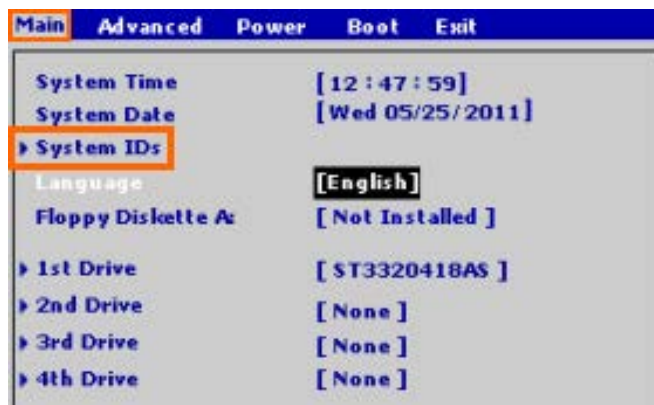 Main Advanced Power Boot Exit
System Time [12:47:59]
System Date [Wed 05/25/2011]
System IDs
Language [English]
Floppy Diskette A: [Not Installed]
1st Drive [ST3320418AS]
2nd Drive [None]
3rd Drive [None]
4th Drive [None]